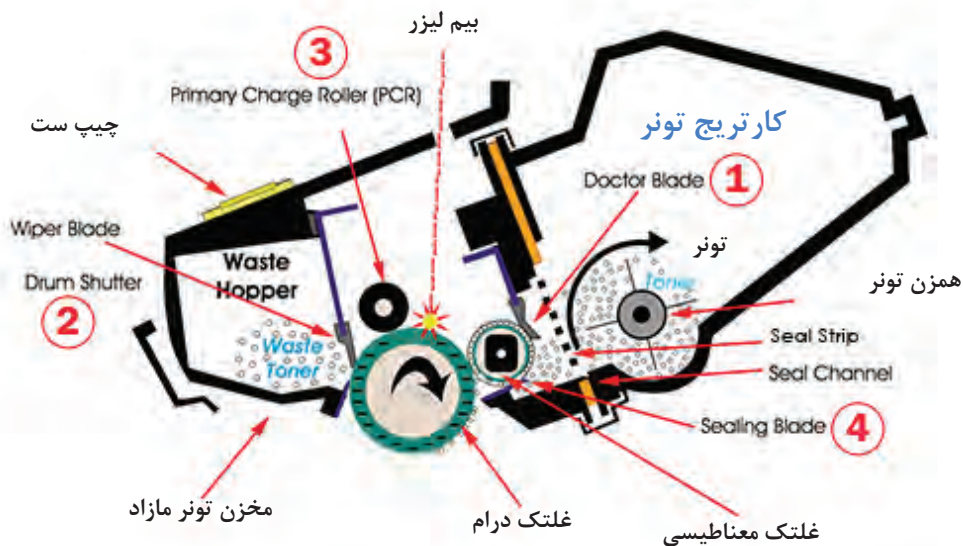 بیم لیزر
3
Primary Charge Roller (PCR)
چیپ ست
کارتریج تونر
Doctor Blade 1
Wiper Blade
تونر
Waste
Hopper
Toner
همزن تونر
Drum Shutter
2
Waste
Toner
Seal Strip
Seal Channel
Sealing Blade 4
مخزن تونر مازاد
غلتک درام
غلتک معناطیسی